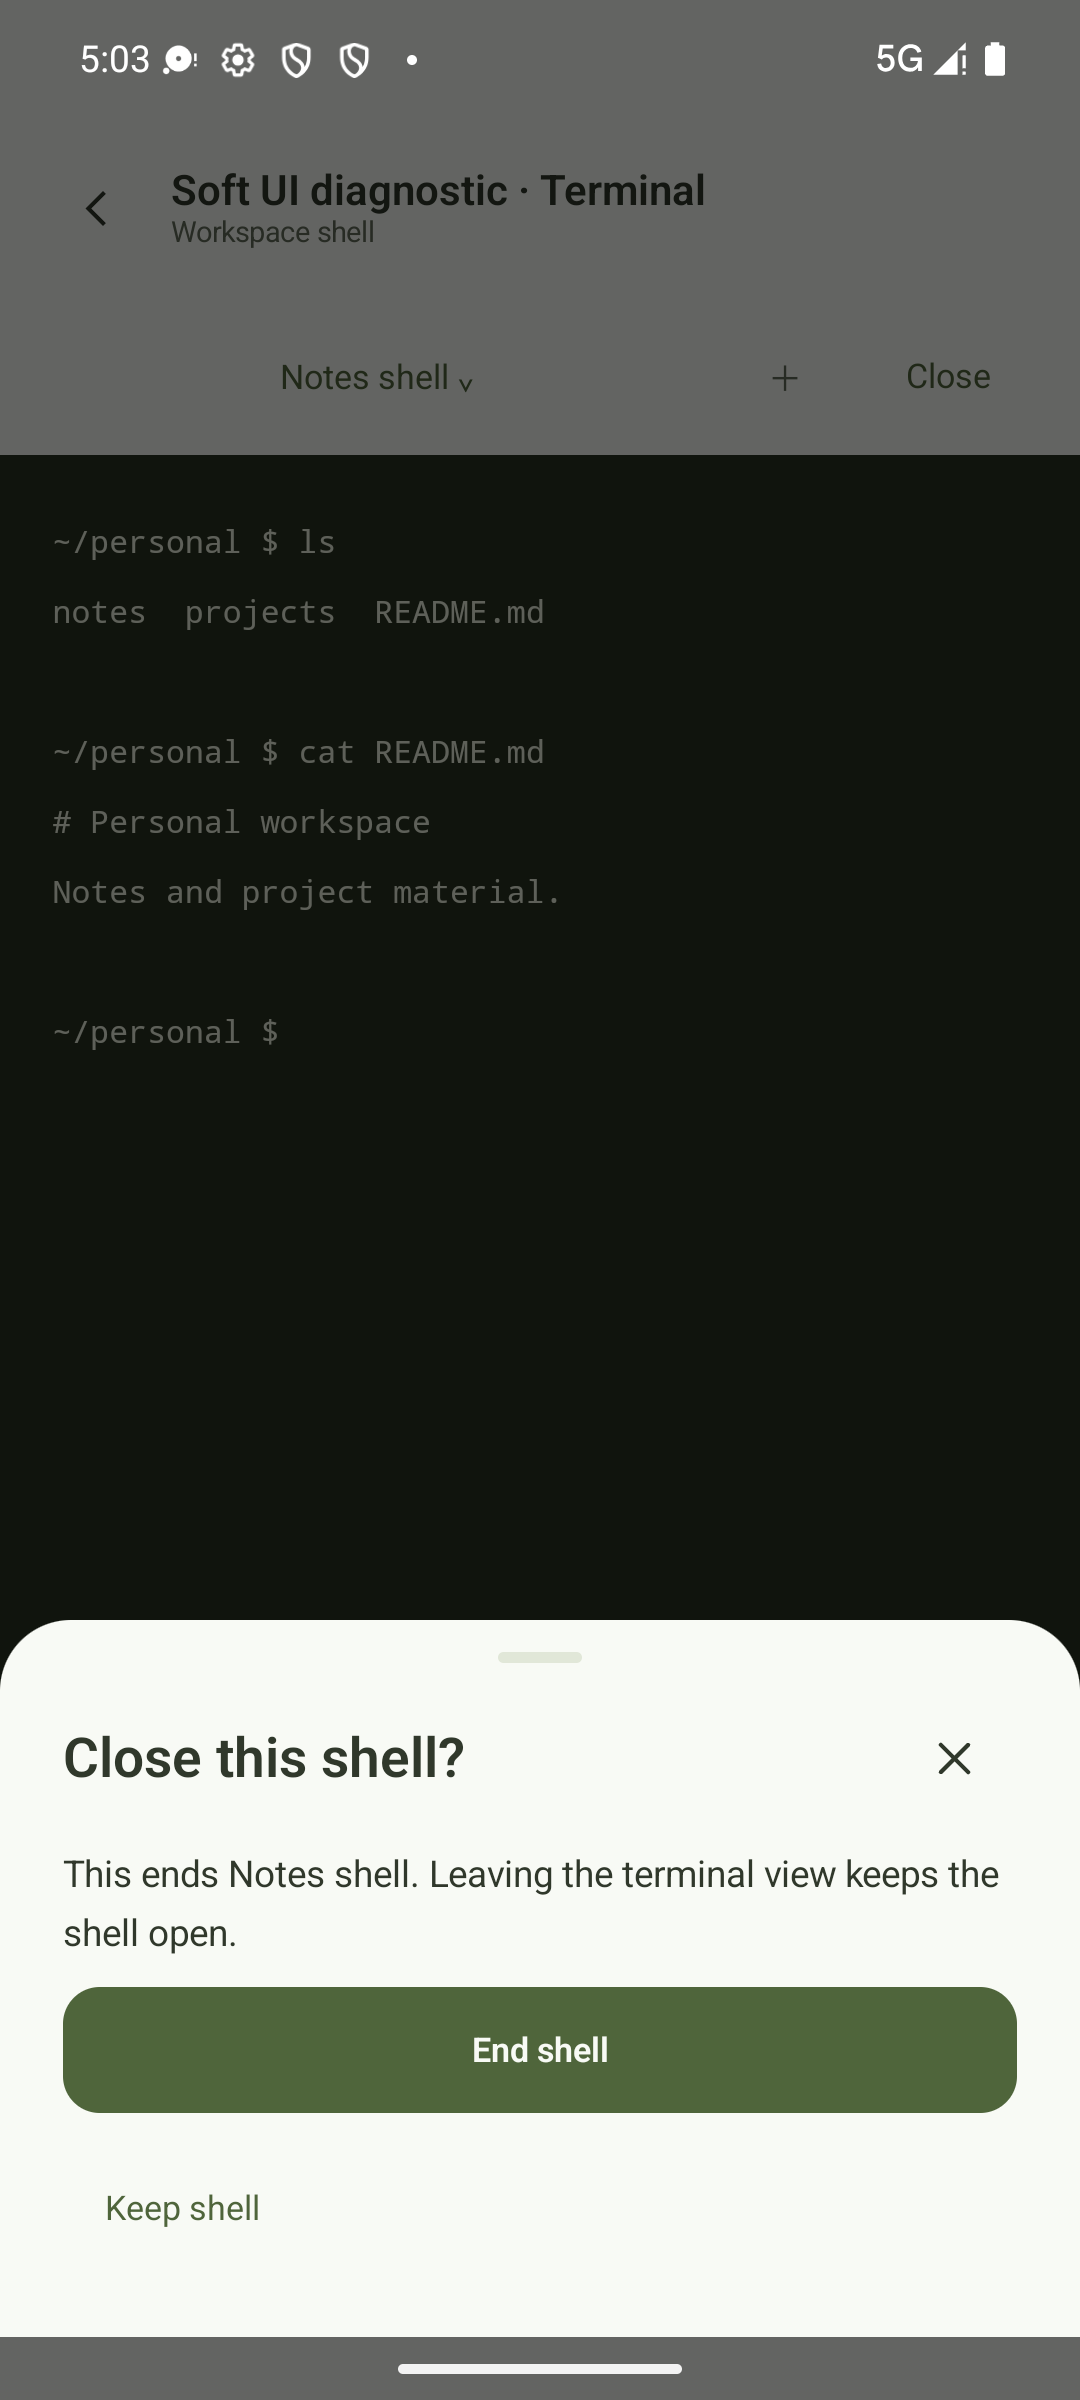 5:03 5G
Soft UI diagnostic · Terminal
Workspace shell
Notes shell Close
~/personal $ ls
notes  projects  README.md
~/personal $ cat README.md
# Personal workspace
Notes and project material.
~/personal $
Close this shell?
This ends Notes shell. Leaving the terminal view keeps the
shell open.
End shell
Keep shell